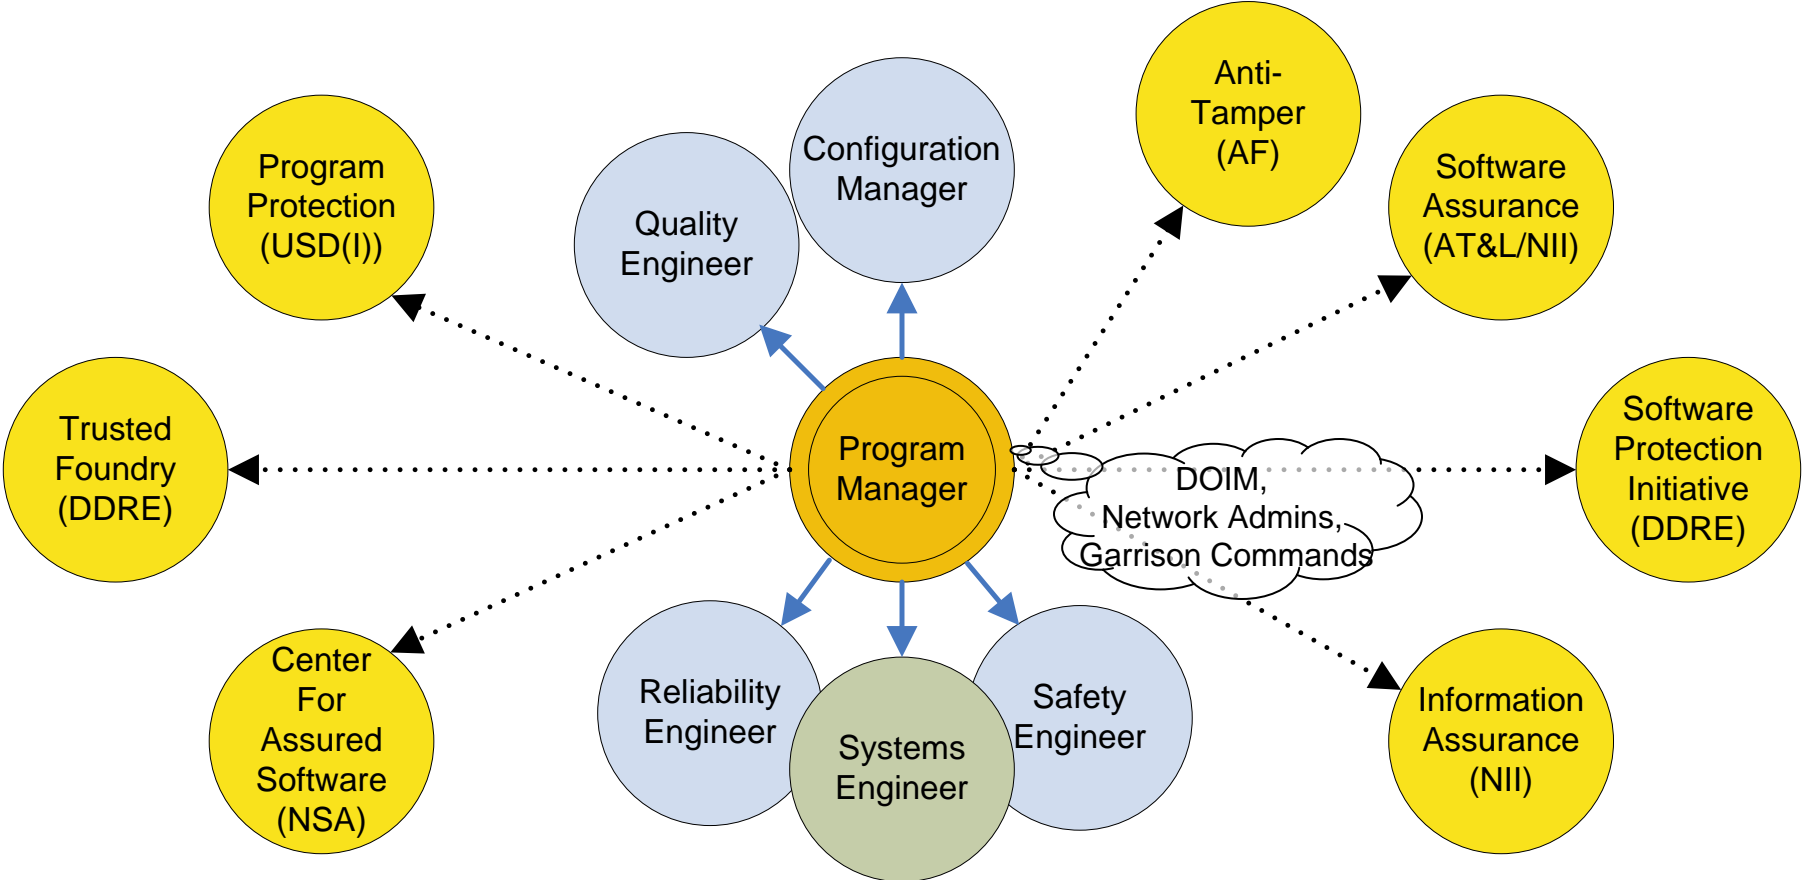 Anti-
Tamper
(AF)
Configuration
Manager
Program
Protection
(USD(I))
Software
Assurance
(AT&L/NII)
Quality
Engineer
Trusted
Foundry
(DDRE)
Program
Manager
DOIM,
Network Admins,
Garrison Commands
Software
Protection
Initiative
(DDRE)
Center
For
Assured
Software
(NSA)
Reliability
Engineer
Systems
Engineer
Safety
Engineer
Information
Assurance
(NII)